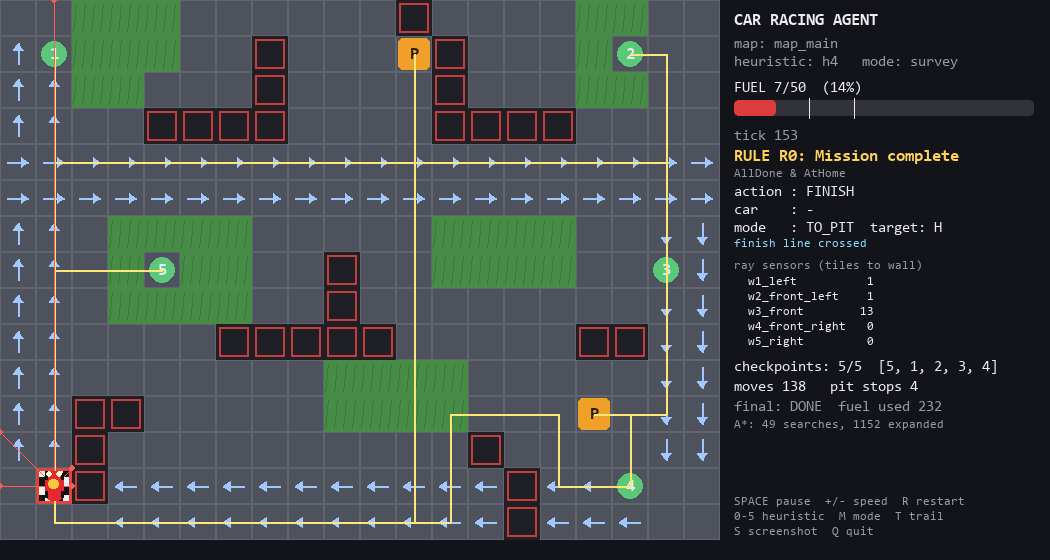 CAR RACING AGENT
map: map_main
heuristic: h4   mode: survey
FUEL 7/50  (14%)
tick 153
RULE R0: Mission complete
AllDone & AtHome
action : FINISH
car    : -
mode   : TO_PIT  target: H
finish line crossed
ray sensors (tiles to wall)
w1_left 1
w2_front_left 1
w3_front 13
w4_front_right 0
w5_right 0
checkpoints: 5/5  [5, 1, 2, 3, 4]
moves 138   pit stops 4
final: DONE  fuel used 232
A*: 49 searches, 1152 expanded
SPACE pause  +/- speed  R restart
0-5 heuristic  M mode  T trail
S screenshot  Q quit
1
P
2
5
3
P
4